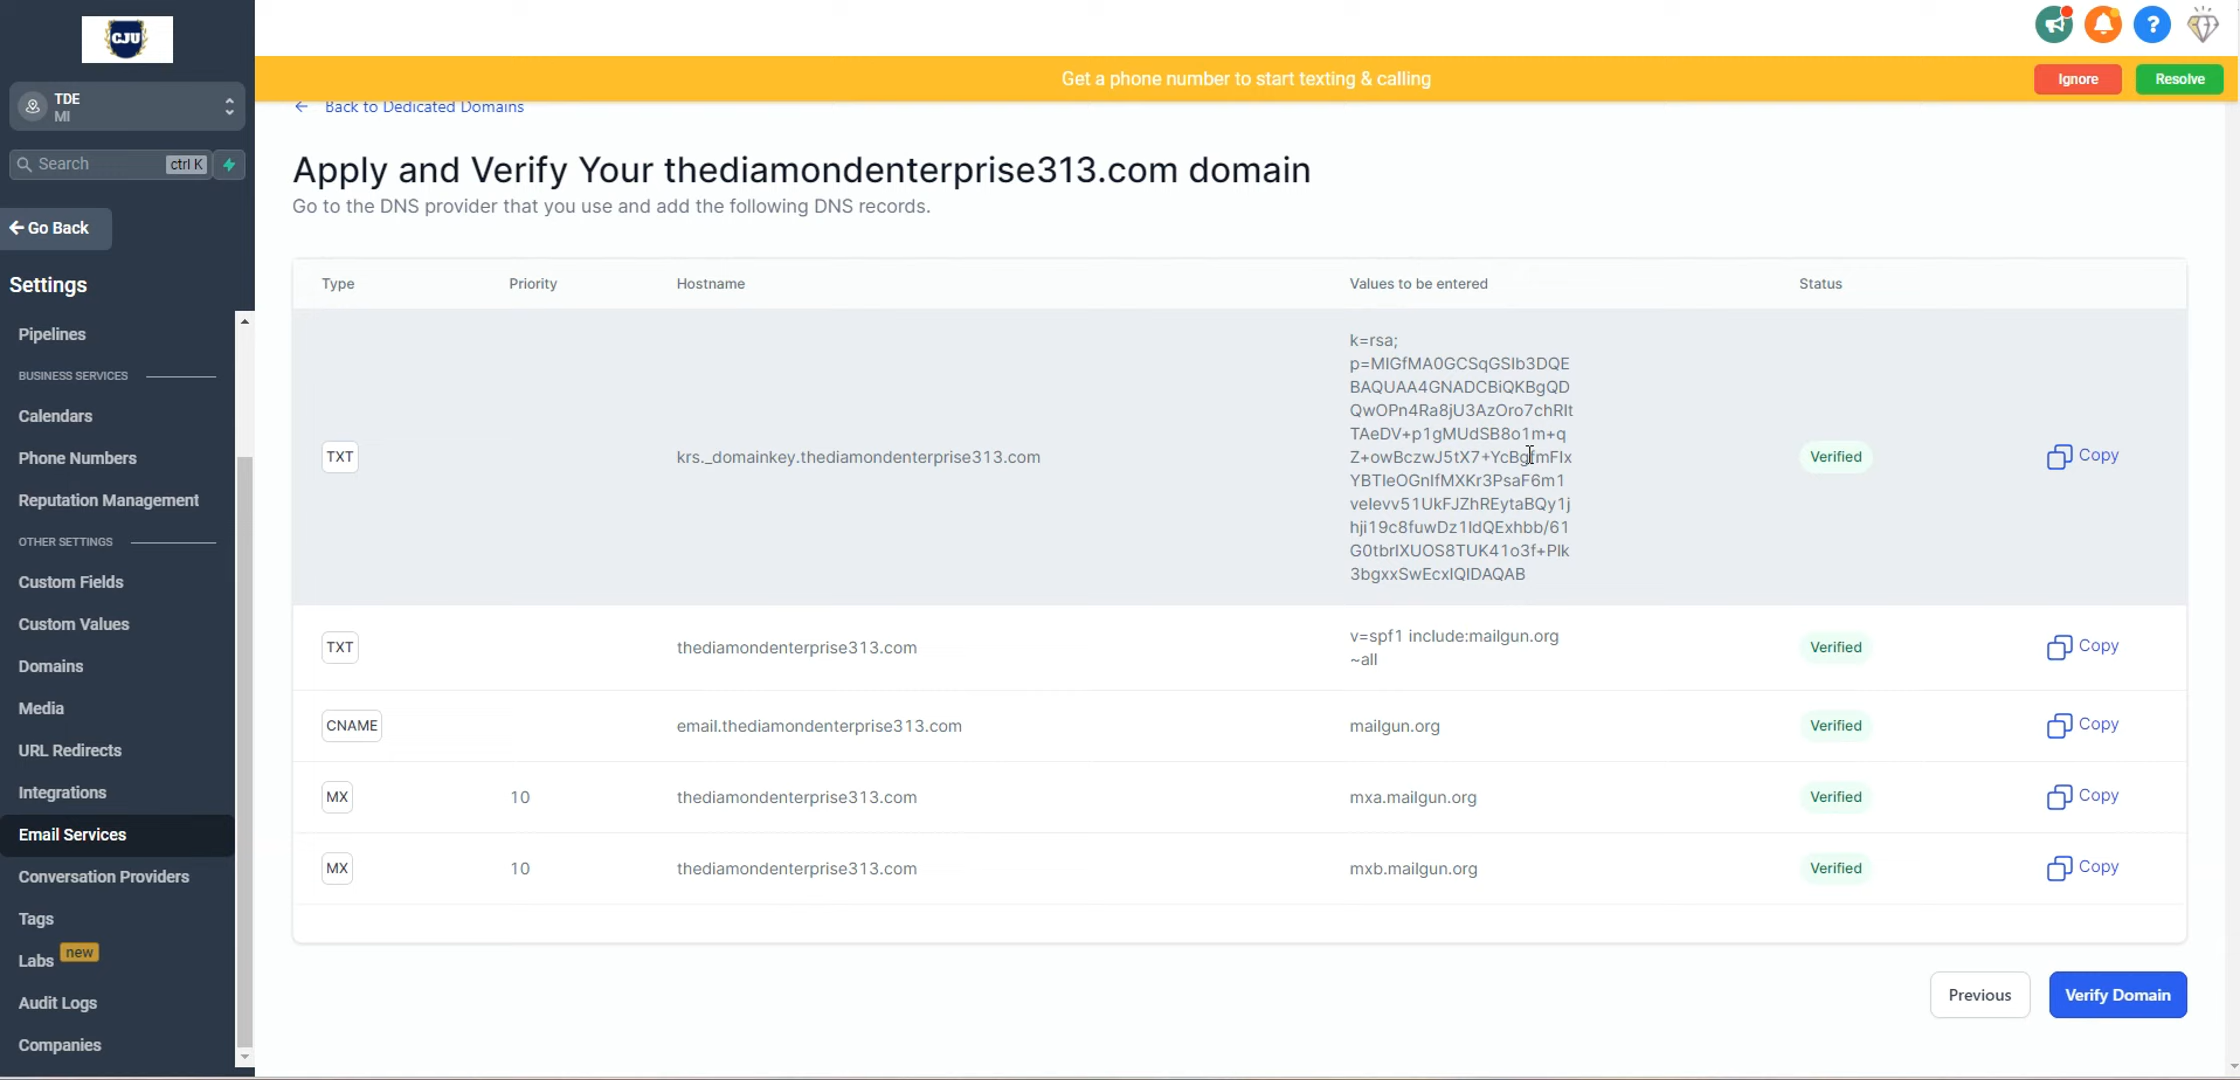 CJU
TDE
MI
Search
ctrl K
Go Back
Settings
Pipelines
BUSINESS SERVICES
Calendars
Phone Numbers
Reputation Management
OTHER SETTINGS
Custom Fields
Custom Values
Domains
Media
URL Redirects
Integrations
Email Services
Conversation Providers
Tags
Labs new
Audit Logs
Companies
?
Get a phone number to start texting & calling
Ignore
Resolve
Back to Dedicated Domains
Apply and Verify Your thediamondenterprise313.com domain
Go to the DNS provider that you use and add the following DNS records.
Type Priority Hostname Values to be entered Status
TXT krs._domainkey.thediamondenterprise313.com
k=rsa;
p=MIGfMA0GCSqGSIb3DQE
BAQUAA4GNADCBiQKBgQD
QwOPn4Ra8jU3AzOro7chRIt
TAeDV+p1gMUdSB8o1m+q
Z+owBczwJ5tX7+YcBgfmFIx
YBTIeOGnIfMXKr3PsaF6m1
velevv51UkFJZhREytaBQy1j
hji19c8fuwDz1IdQExhbb/61
G0tbrIXUOS8TUK41o3f+PIk
3bgxxSwEcxIQIDAQAB
Verified Copy
TXT thediamondenterprise313.com
v=spf1 include:mailgun.org
~all
Verified Copy
CNAME email.thediamondenterprise313.com mailgun.org Verified Copy
MX 10 thediamondenterprise313.com mxa.mailgun.org Verified Copy
MX 10 thediamondenterprise313.com mxb.mailgun.org Verified Copy
Previous
Verify Domain